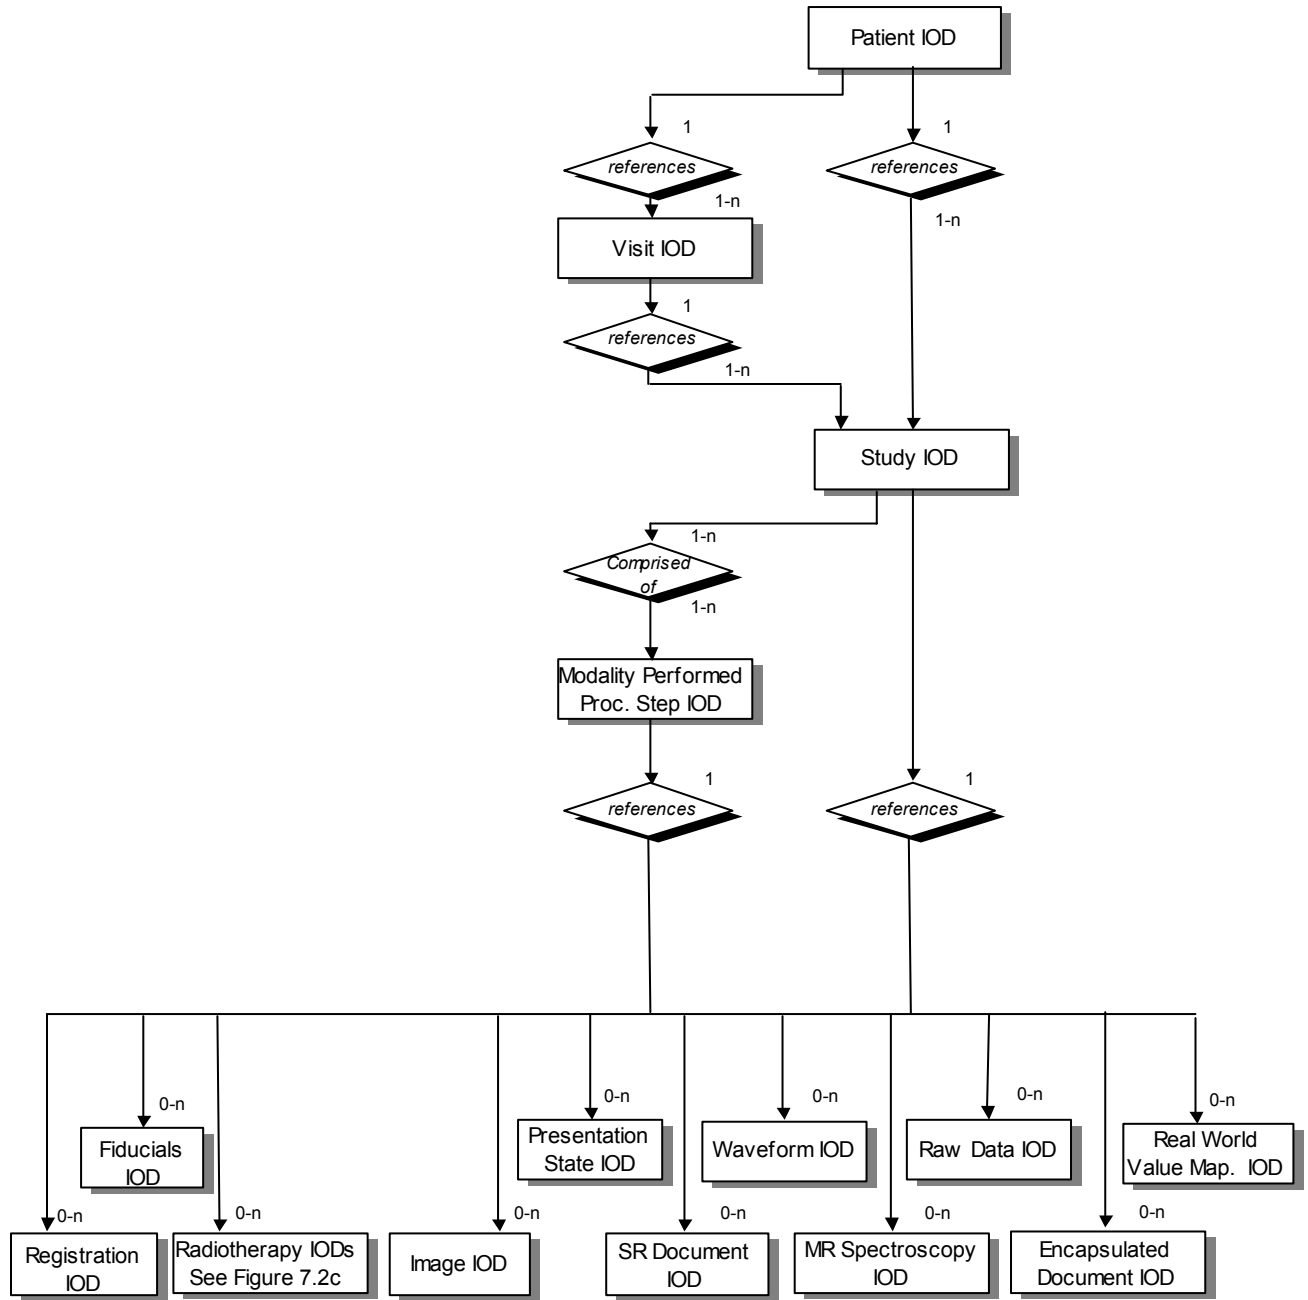 Patient IOD
1
1
references
references
1-n
1-n
Visit IOD
1
references
1-n
Study IOD
1-n
Comprised
of
1-n
Modality Performed
Proc. Step IOD
1
1
references
references
0-n
0-n
0-n
0-n
0-n
Fiducials
IOD
Presentation
State IOD
Waveform IOD
Raw Data IOD
Real World
Value Map. IOD
0-n
0-n
0-n
0-n
0-n
0-n
Registration
IOD
Radiotherapy IODs
See Figure 7.2c
Image IOD
SR Document
IOD
MR Spectroscopy
IOD
Encapsulated
Document IOD